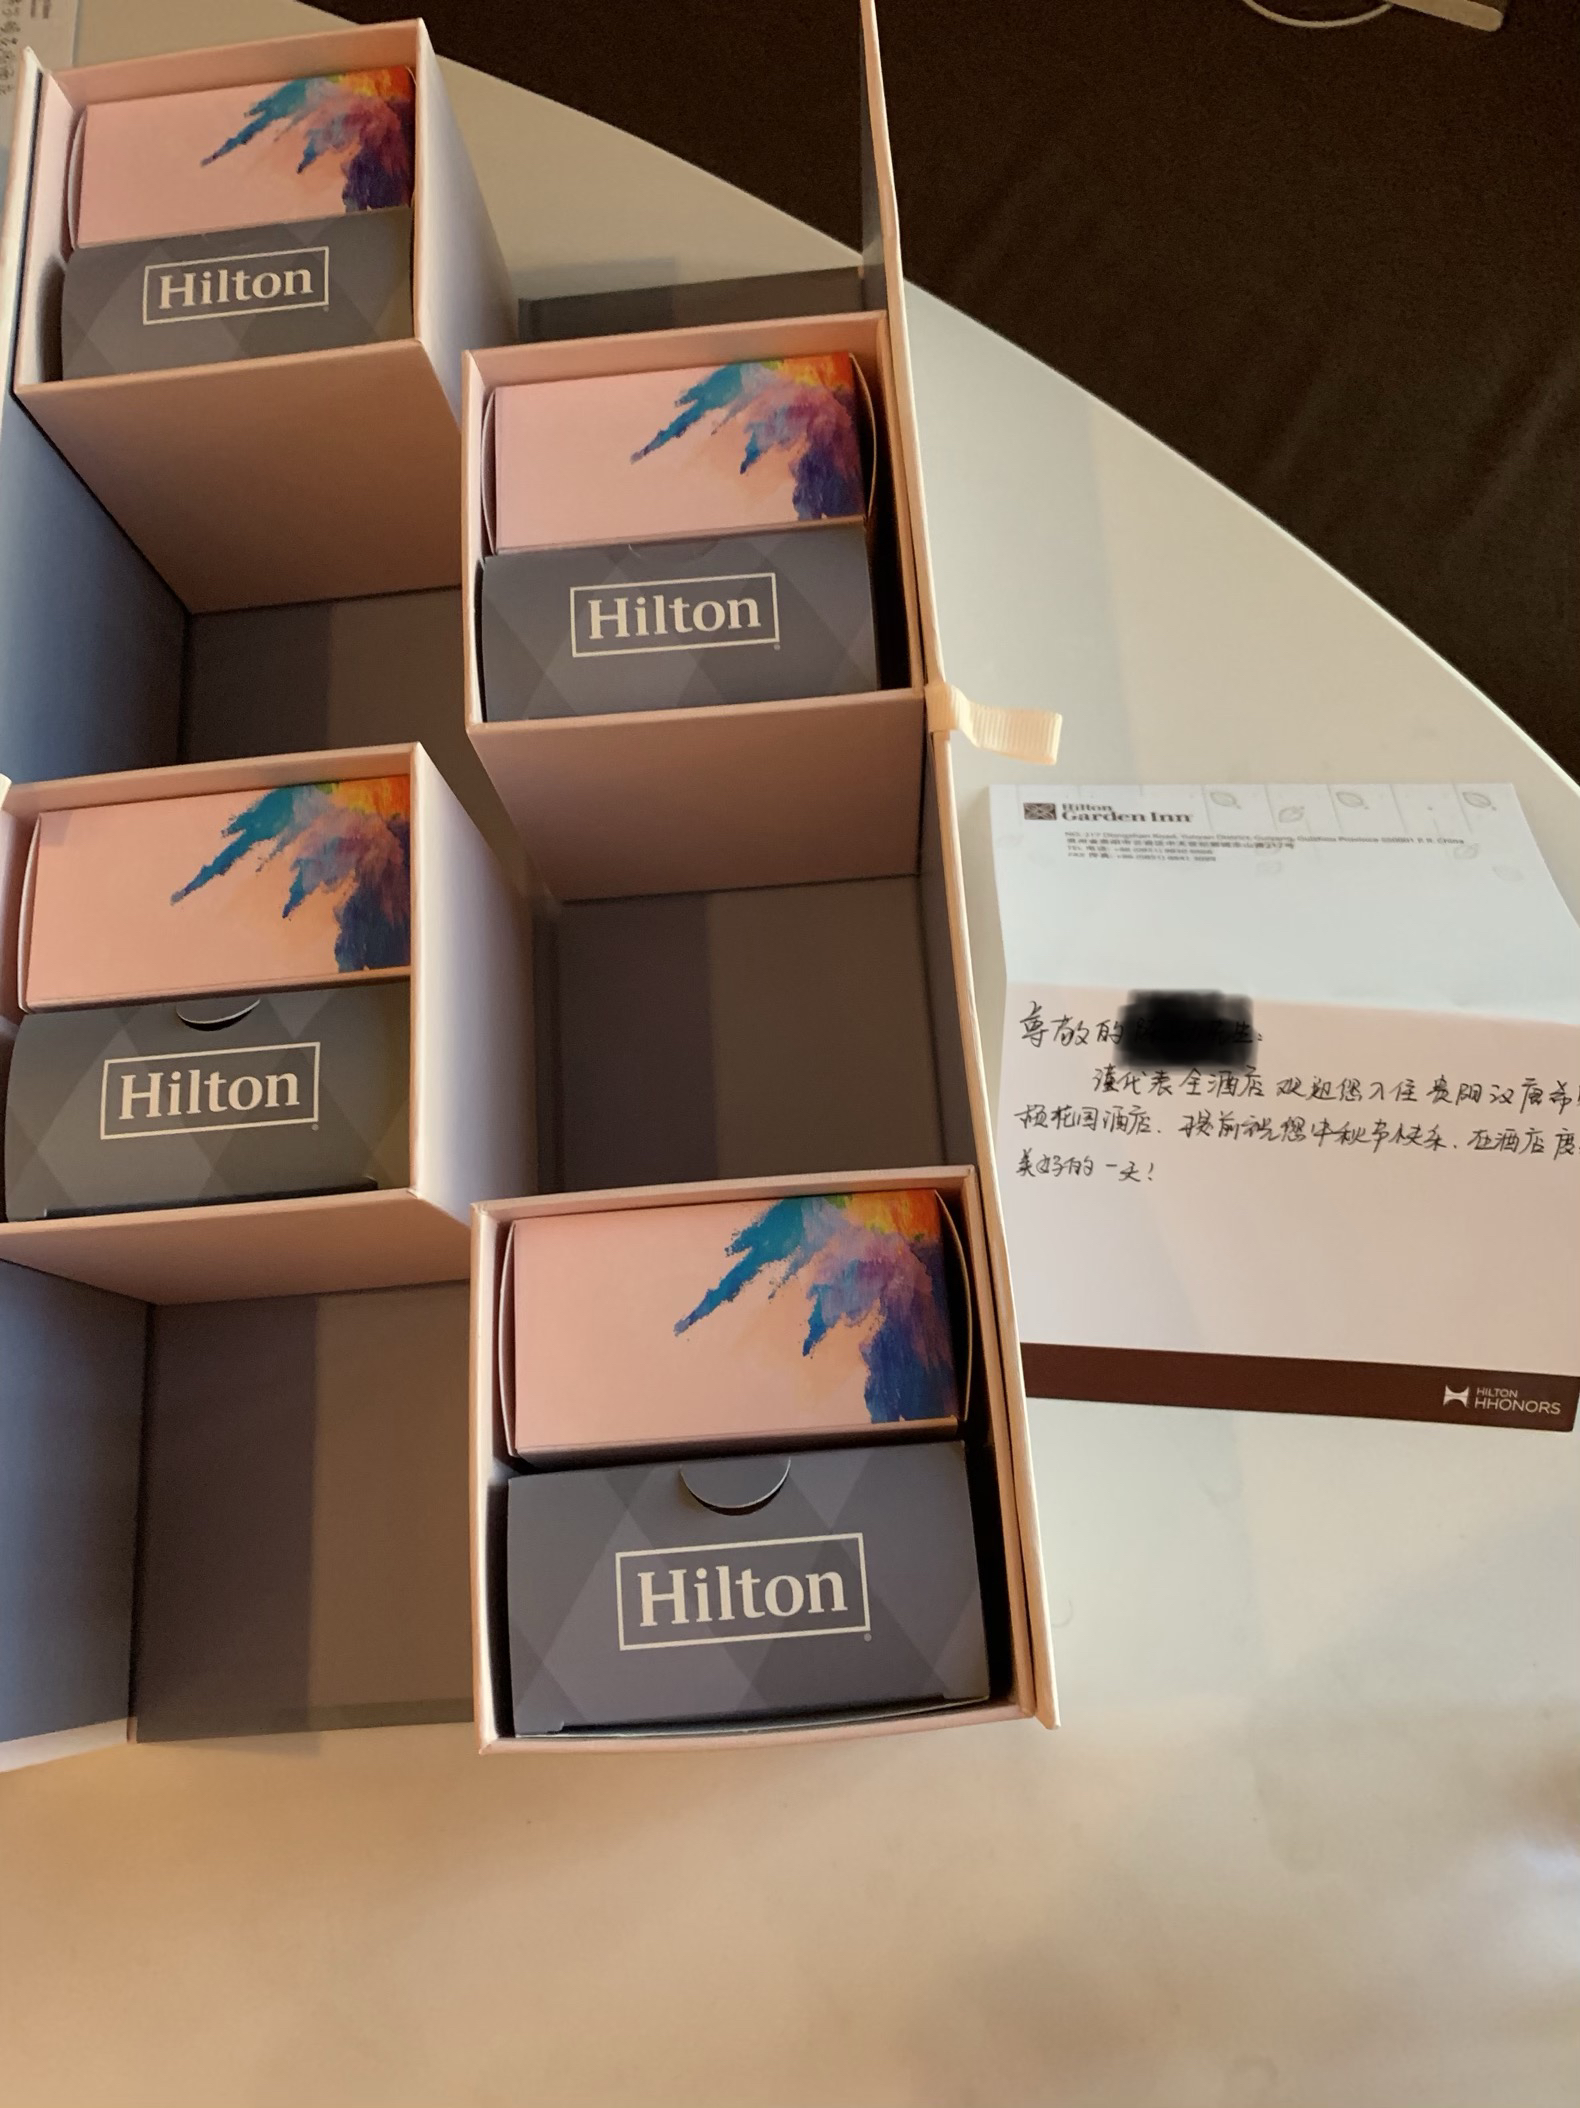 Hilton
Hilton
Hilton
Hilton
Hilton
Garden Inn
尊敬的
谨代表全酒店欢迎您入住贵阳汉唐希
顿花园酒店.提前祝您中秋节快乐.在酒店度
美好的一天!
HILTON
HHONORS